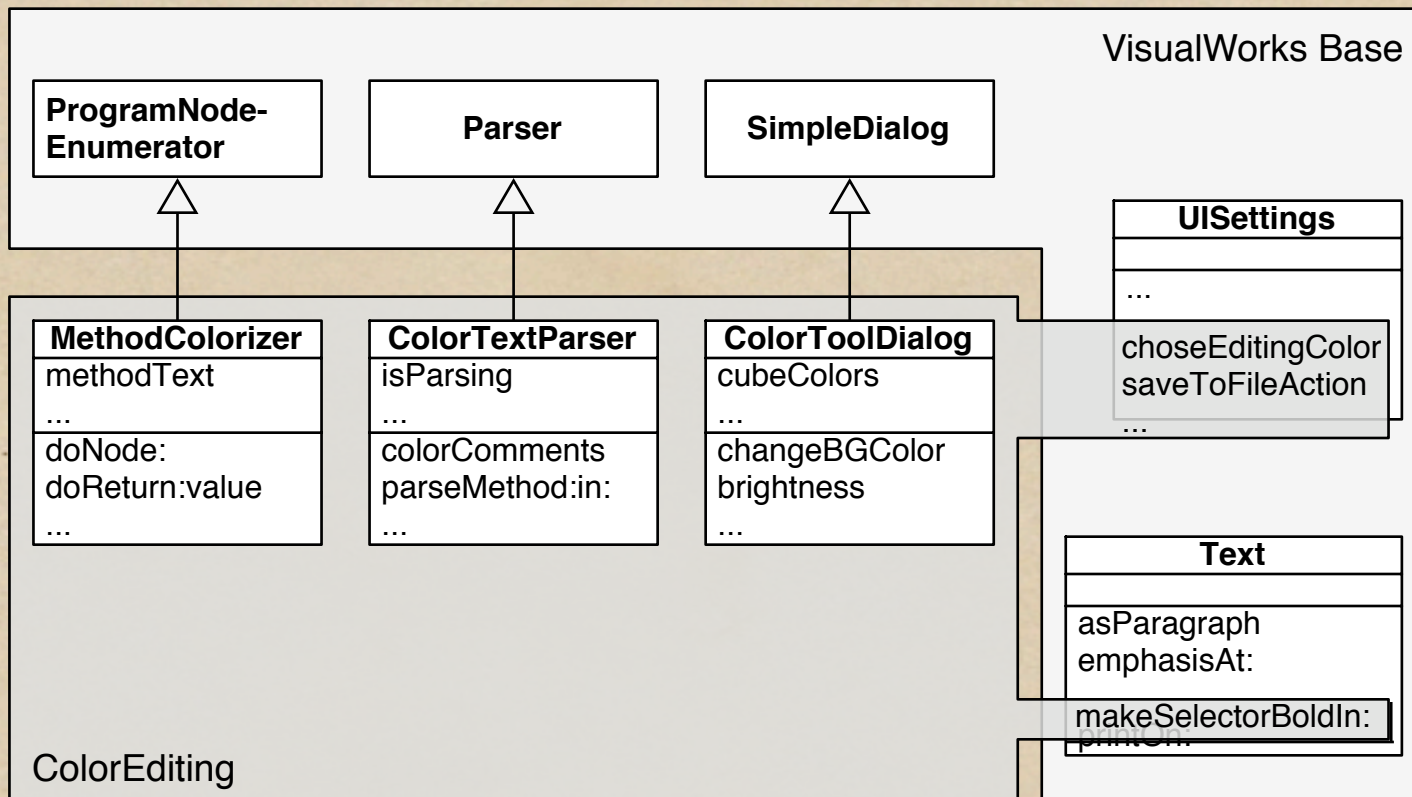 VisualWorks Base
ProgramNode-
Enumerator
Parser
SimpleDialog
UISettings
...
choseEditingColor
saveToFileAction
...
MethodColorizer
methodText
...
doNode:
doReturn:value
...
ColorTextParser
isParsing
...
colorComments
parseMethod:in:
...
ColorToolDialog
cubeColors
...
changeBGColor
brightness
...
Text
asParagraph
emphasisAt:
makeSelectorBoldIn:
printOn:
ColorEditing